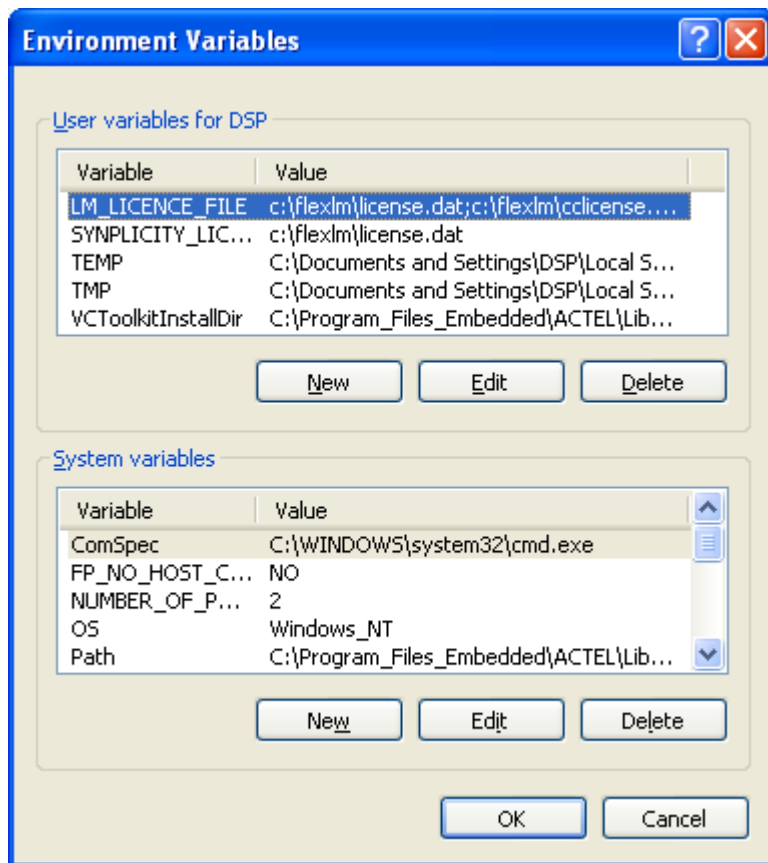 Environment Variables
User variables for DSP
Variable Value
LM_LICENCE_FILE c:\flexlm\license.dat;c:\flexlm\cclicense....
SYNPLICITY_LIC... c:\flexlm\license.dat
TEMP C:\Documents and Settings\DSP\Local S...
TMP C:\Documents and Settings\DSP\Local S...
VCToolkitInstallDir C:\Program_Files_Embedded\ACTEL\Lib...
New Edit Delete
System variables
Variable Value
ComSpec C:\WINDOWS\system32\cmd.exe
FP_NO_HOST_C... NO
NUMBER_OF_P... 2
OS Windows_NT
Path C:\Program_Files_Embedded\ACTEL\Lib...
New Edit Delete
OK Cancel